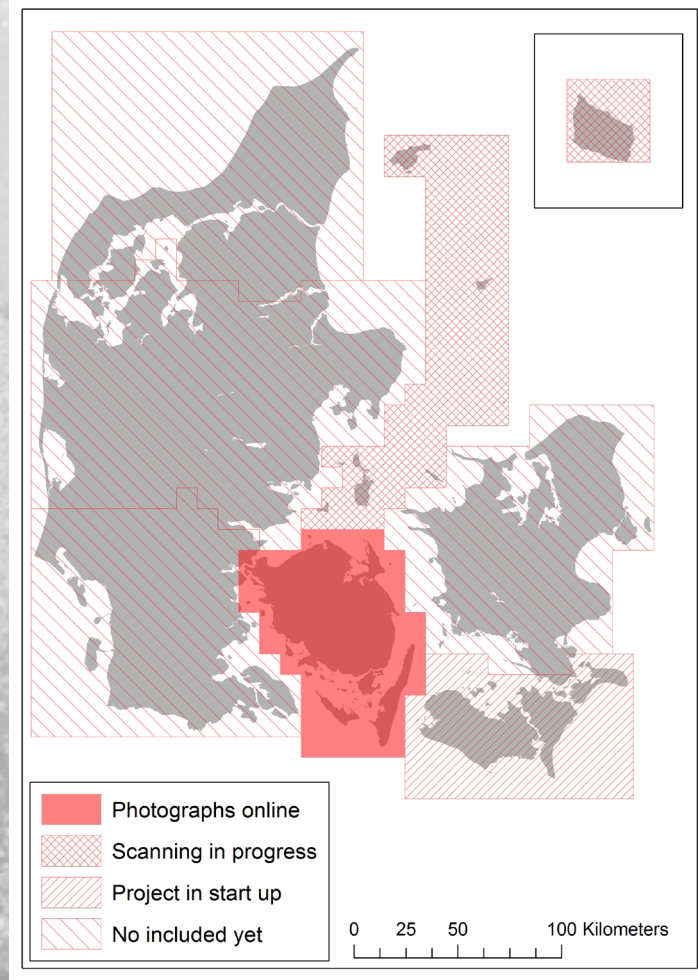 Photographs online
Scanning in progress
Project in start up
No included yet
0 25 50 100 Kilometers